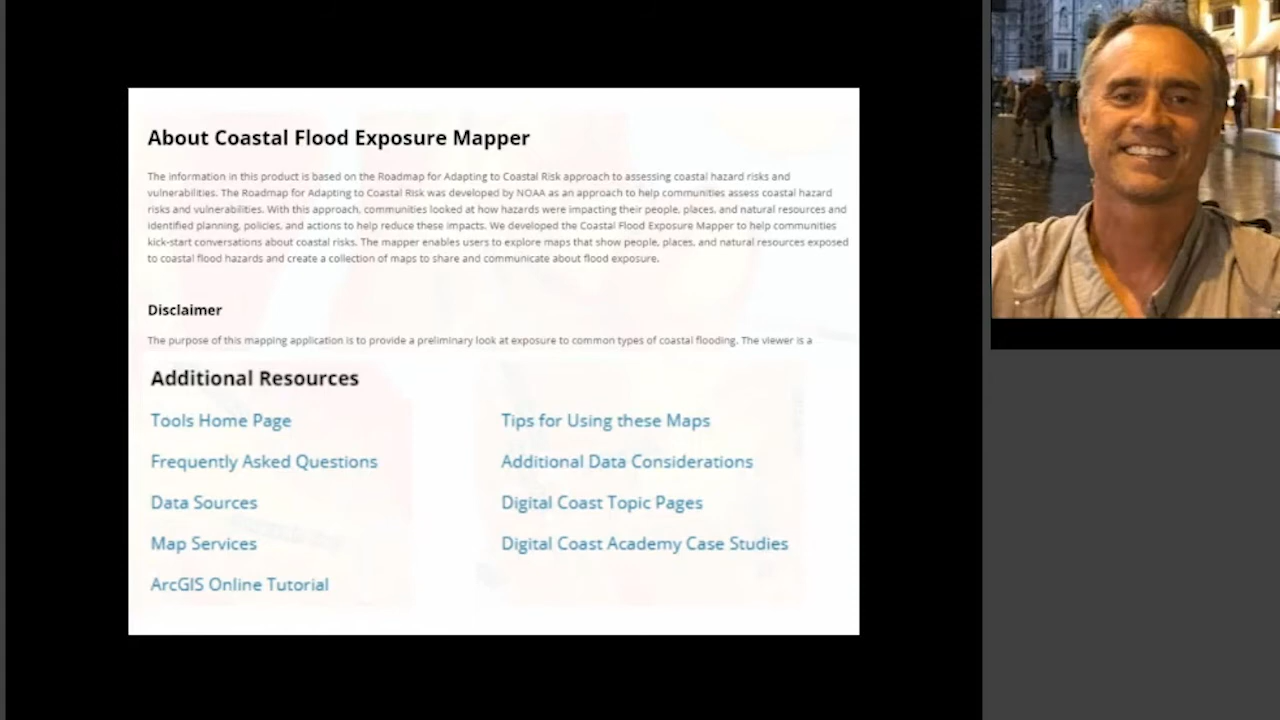 About Coastal Flood Exposure Mapper
The information in this product is based on the Roadmap for Adapting to Coastal Risk approach to assessing coastal hazard risks and
vulnerabilities. The Roadmap for Adapting to Coastal Risk was developed by NOAA as an approach to help communities assess coastal hazard
risks and vulnerabilities. With this approach, communities looked at how hazards were impacting their people, places, and natural resources and
identified planning, policies, and actions to help reduce these impacts. We developed the Coastal Flood Exposure Mapper to help communities
kick-start conversations about coastal risks. The mapper enables users to explore maps that show people, places, and natural resources exposed
to coastal flood hazards and create a collection of maps to share and communicate about flood exposure.
Disclaimer
The purpose of this mapping application is to provide a preliminary look at exposure to common types of coastal flooding. The viewer is a
Additional Resources
Tools Home Page
Frequently Asked Questions
Data Sources
Map Services
ArcGIS Online Tutorial
Tips for Using these Maps
Additional Data Considerations
Digital Coast Topic Pages
Digital Coast Academy Case Studies